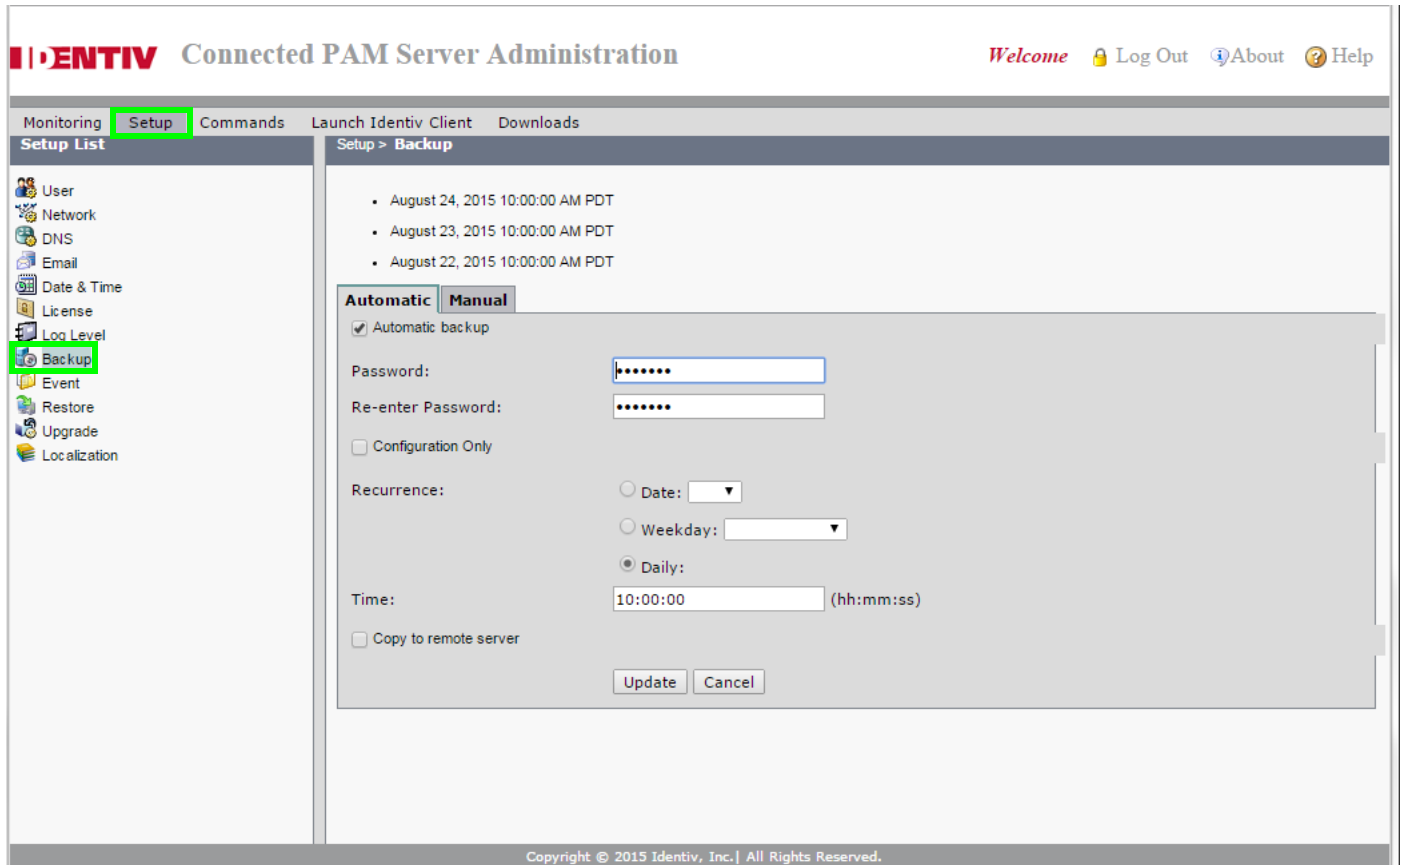 IDENTIV Connected PAM Server Administration Welcome Log Out About Help
Monitoring Setup Commands Launch Identiv Client Downloads
Setup List
Setup > Backup
User
Network
DNS
Email
Date & Time
License
Log Level
Backup
Event
Restore
Upgrade
Localization
• August 24, 2015 10:00:00 AM PDT
• August 23, 2015 10:00:00 AM PDT
• August 22, 2015 10:00:00 AM PDT
Automatic Manual
Automatic backup
Password: •••••••
Re-enter Password: •••••••
Configuration Only
Recurrence: Date:
Weekday:
Daily:
Time: 10:00:00 (hh:mm:ss)
Copy to remote server
Update Cancel
Copyright © 2015 Identiv, Inc.| All Rights Reserved.